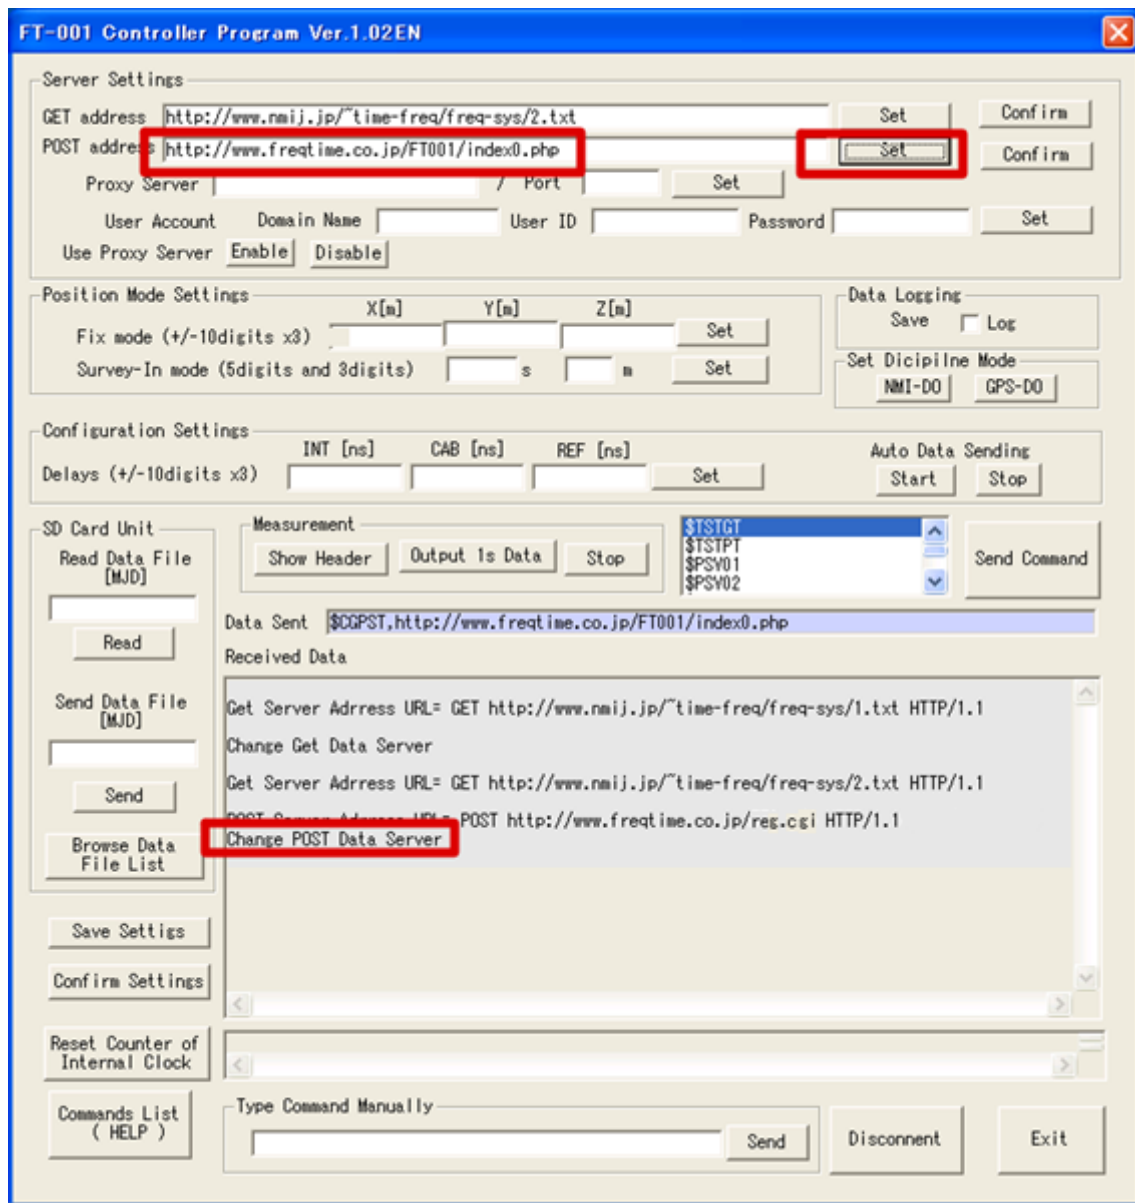 FT-001 Controller Program Ver.1.02EN
Server Settings
GET address http://www.nmij.jp/~time-freq/freq-sys/2.txt Set Confirm
POST address http://www.freqtime.co.jp/FT001/index0.php Set Confirm
Proxy Server / Port Set
User Account Domain Name User ID Password Set
Use Proxy Server Enable Disable
Position Mode Settings
X[m] Y[m] Z[m]
Fix mode (+/-10digits x3) Set
Survey-In mode (5digits and 3digits) s m Set
Data Logging
Save Log
Set Dicipilne Mode
NMI-DO GPS-DO
Configuration Settings
INT [ns] CAB [ns] REF [ns]
Delays (+/-10digits x3) Set
Auto Data Sending
Start Stop
SD Card Unit
Read Data File
[MJD]
Read
Send Data File
[MJD]
Send
Browse Data
File List
Measurement
Show Header Output 1s Data Stop
$TSTGT
$TSTPT
$PSV01
$PSV02
Send Command
Data Sent $CGPST,http://www.freqtime.co.jp/FT001/index0.php
Received Data
Get Server Adrress URL= GET http://www.nmij.jp/~time-freq/freq-sys/1.txt HTTP/1.1
Change Get Data Server
Get Server Adrress URL= GET http://www.nmij.jp/~time-freq/freq-sys/2.txt HTTP/1.1
POST Server Adrress URL= POST http://www.freqtime.co.jp/reg.cgi HTTP/1.1
Change POST Data Server
Save Settigs
Confirm Settings
Reset Counter of
Internal Clock
Commands List
( HELP )
Type Command Manually
Send
Disconnent
Exit